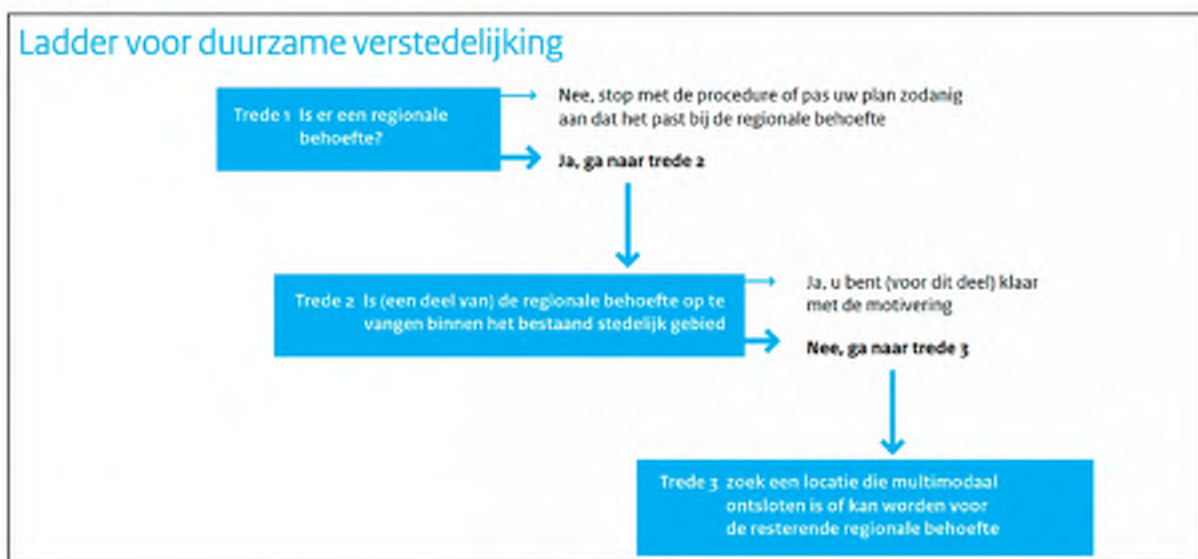 Ladder voor duurzame verstedelijking
Trede 1 Is er een regionale
behoefte?
Nee, stop met de procedure of pas uw plan zodanig
aan dat het past bij de regionale behoefte
Ja, ga naar trede 2
Trede 2 Is (een deel van) de regionale behoefte op te
vangen binnen het bestaand stedelijk gebied
Ja, u bent (voor dit deel) klaar
met de motivering
Nee, ga naar trede 3
Trede 3 zoek een locatie die multimodaal
ontsloten is of kan worden voor
de resterende regionale behoefte